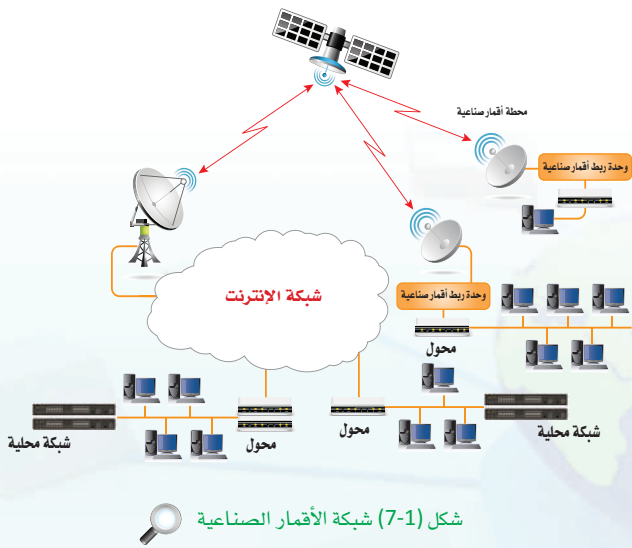 محطة أقمار صناعية
وحدة ربط أقمار صناعية
شبكة الإنترنت
وحدة ربط أقمار صناعية
محول
شبكة محلية
محول
محول
شبكة محلية
شكل (1-7) شبكة الأقمار الصناعية